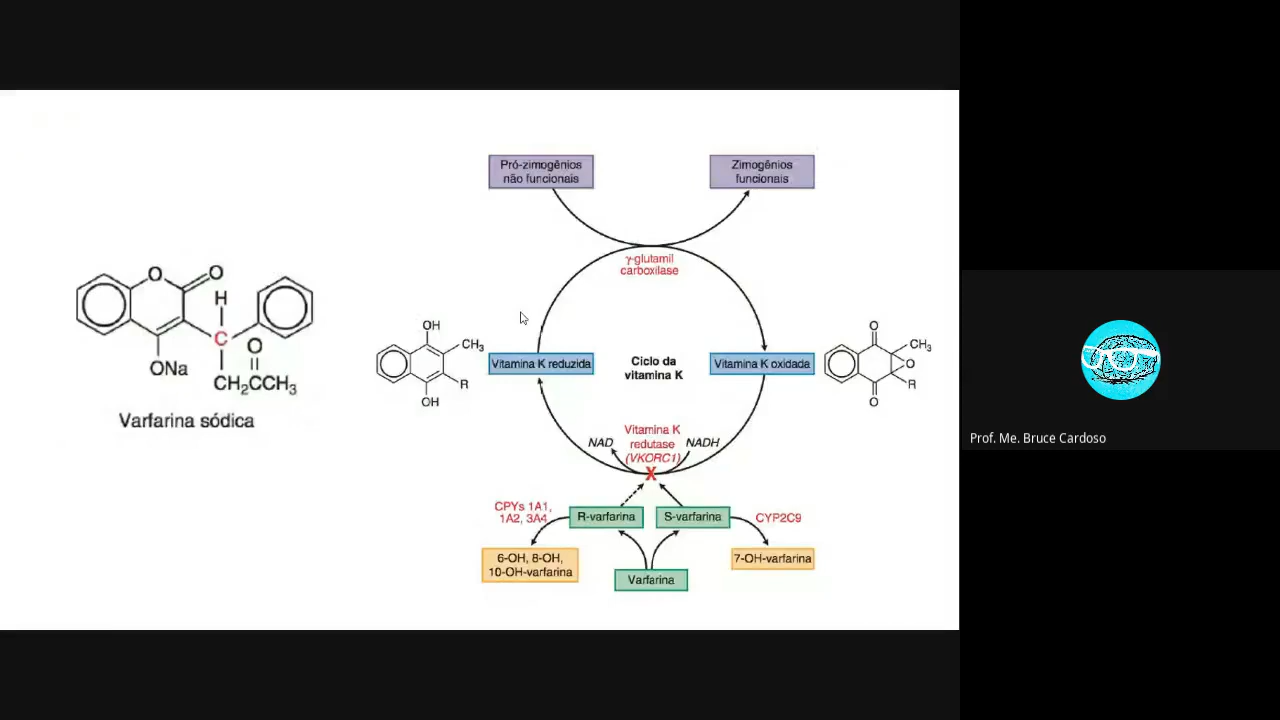 Pró-zimogênios
não funcionais
Zimogênios
funcionais
γ-glutamil
carboxilase
O
O
H
C
O
ONa
CH₂CCH₃
Varfarina sódica
OH
CH₃
R
OH
Vitamina K reduzida
Ciclo da
vitamina K
Vitamina K oxidada
O
CH₃
O
R
O
NAD
Vitamina K
redutase
(VKORC1)
NADH
X
CPYs 1A1,
1A2, 3A4
R-varfarina
S-varfarina
CYP2C9
6-OH, 8-OH,
10-OH-varfarina
Varfarina
7-OH-varfarina
Prof. Me. Bruce Cardoso